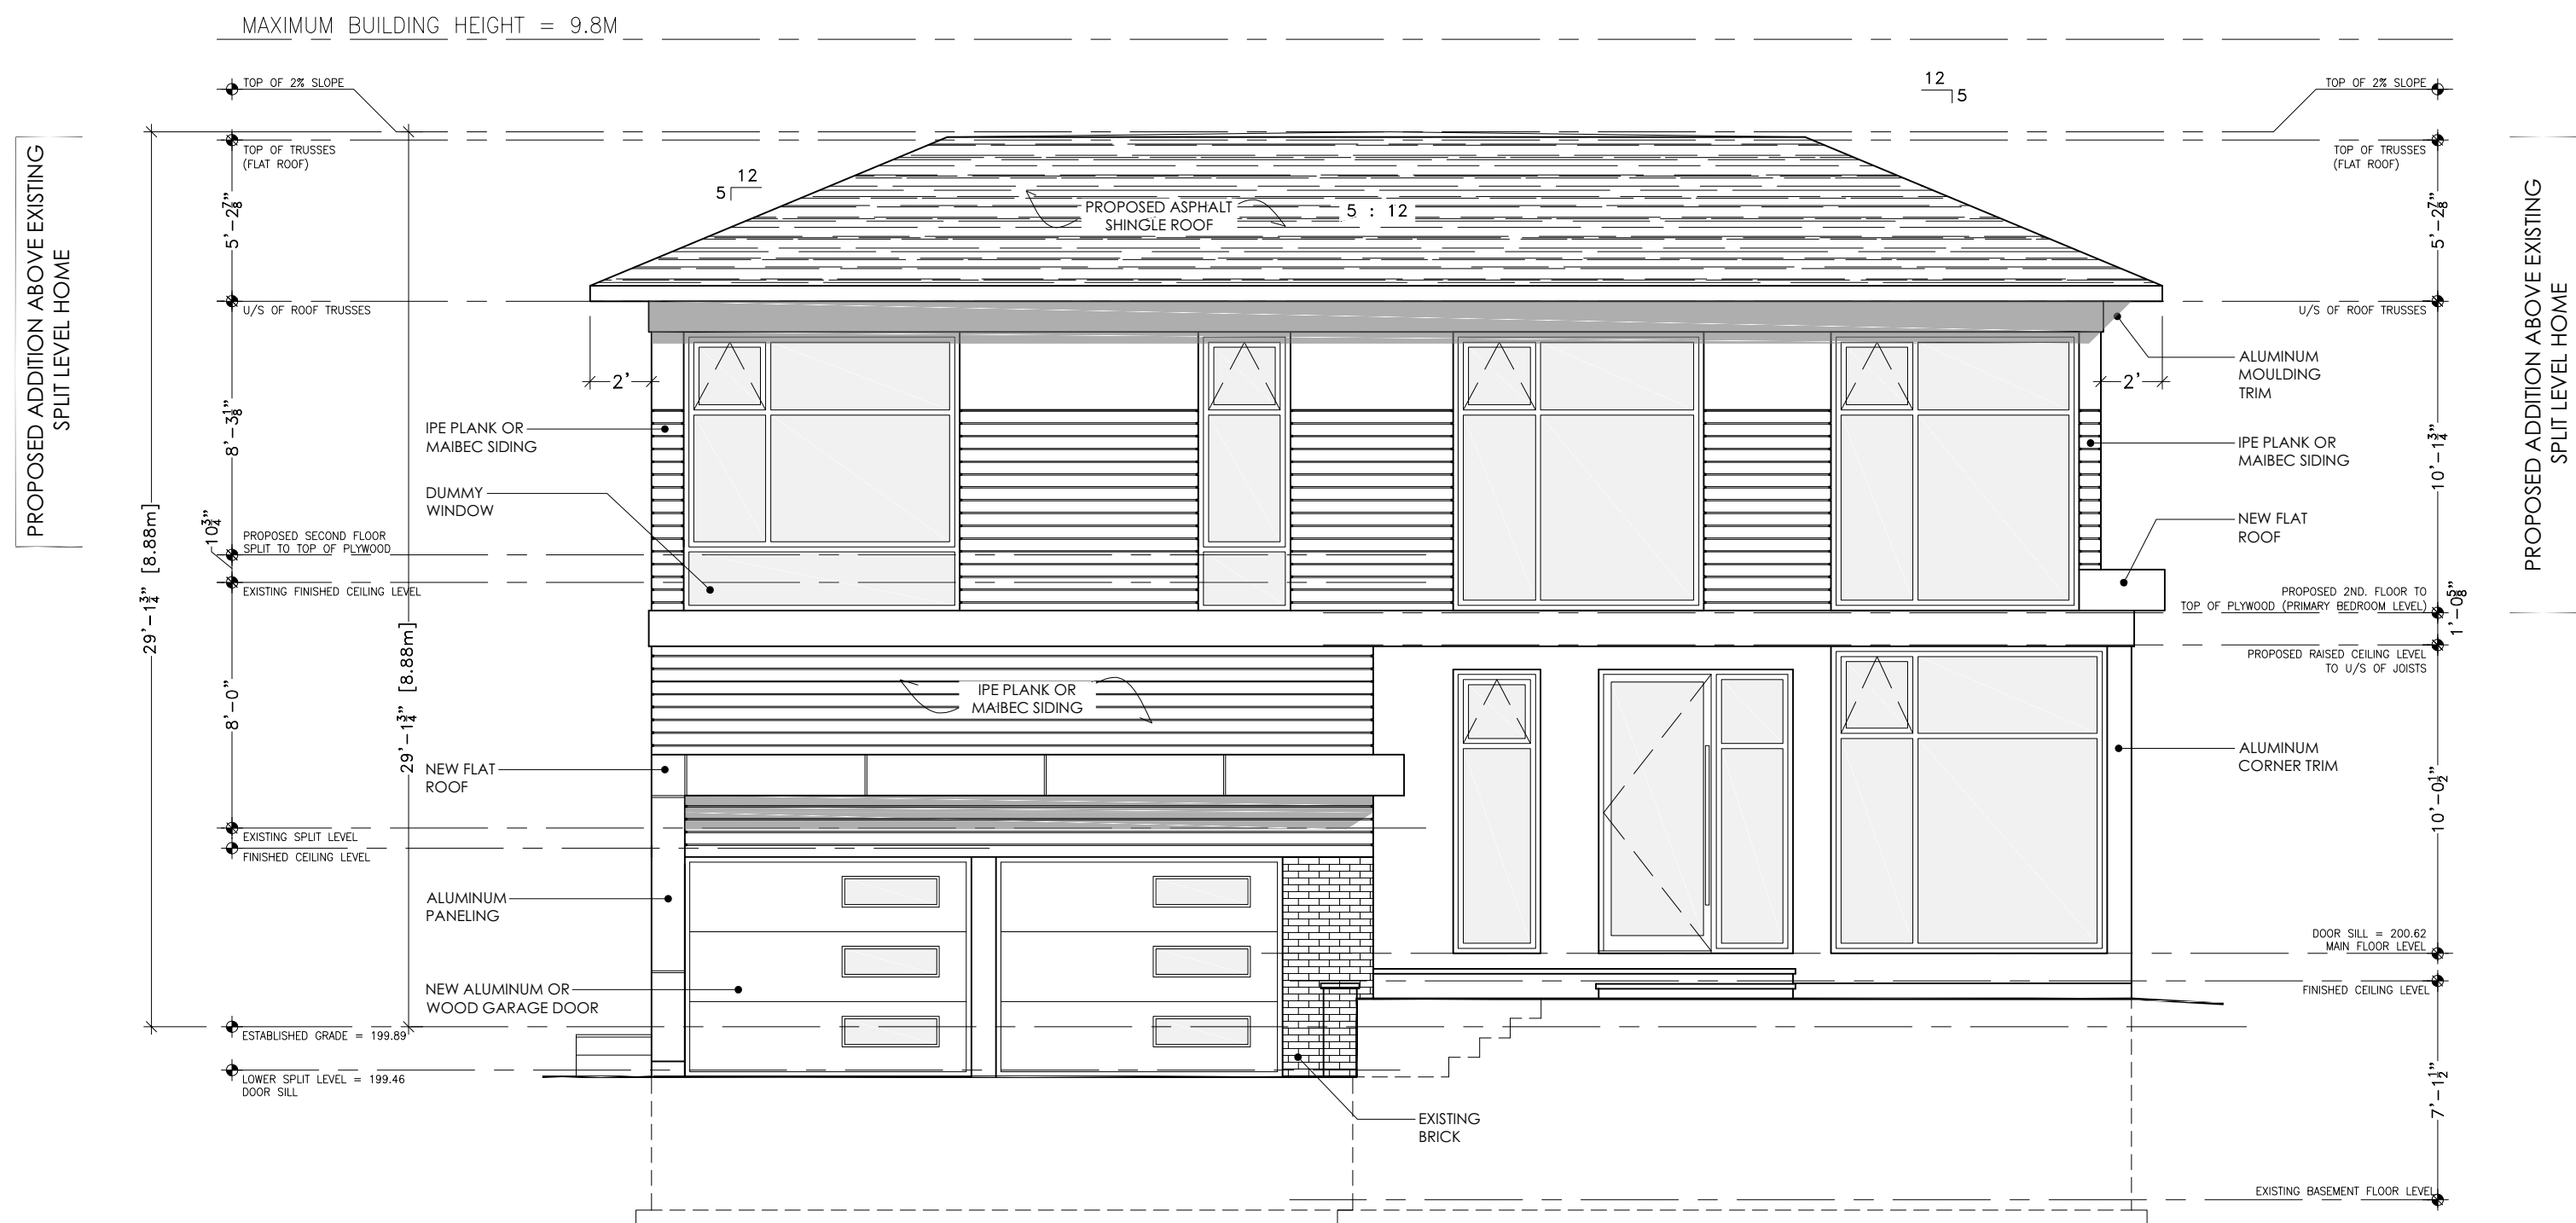 MAXIMUM BUILDING HEIGHT = 9.8M
TOP OF 2% SLOPE
TOP OF TRUSSES
(FLAT ROOF)
5'-2⅞"
U/S OF ROOF TRUSSES
8'-3⅛"
10¾"
PROPOSED SECOND FLOOR
SPLIT TO TOP OF PLYWOOD
EXISTING FINISHED CEILING LEVEL
8'-0"
EXISTING SPLIT LEVEL
FINISHED CEILING LEVEL
ESTABLISHED GRADE = 199.89
LOWER SPLIT LEVEL = 199.46
DOOR SILL
PROPOSED ADDITION ABOVE EXISTING
SPLIT LEVEL HOME
29'-1¾" [8.88m]
29'-1¾" [8.88m]
IPE PLANK OR
MAIBEC SIDING
DUMMY
WINDOW
NEW FLAT
ROOF
ALUMINUM
PANELING
NEW ALUMINUM OR
WOOD GARAGE DOOR
2'
12
5
PROPOSED ASPHALT
SHINGLE ROOF
5 : 12
12
5
IPE PLANK OR
MAIBEC SIDING
EXISTING
BRICK
2'
ALUMINUM
MOULDING
TRIM
IPE PLANK OR
MAIBEC SIDING
NEW FLAT
ROOF
ALUMINUM
CORNER TRIM
TOP OF 2% SLOPE
TOP OF TRUSSES
(FLAT ROOF)
5'-2⅞"
U/S OF ROOF TRUSSES
10'-1¾"
PROPOSED 2ND. FLOOR TO
TOP OF PLYWOOD (PRIMARY BEDROOM LEVEL)
1'-0⅝"
PROPOSED RAISED CEILING LEVEL
TO U/S OF JOISTS
10'-0½"
DOOR SILL = 200.62
MAIN FLOOR LEVEL
FINISHED CEILING LEVEL
7'-1½"
EXISTING BASEMENT FLOOR LEVEL
PROPOSED ADDITION ABOVE EXISTING
SPLIT LEVEL HOME